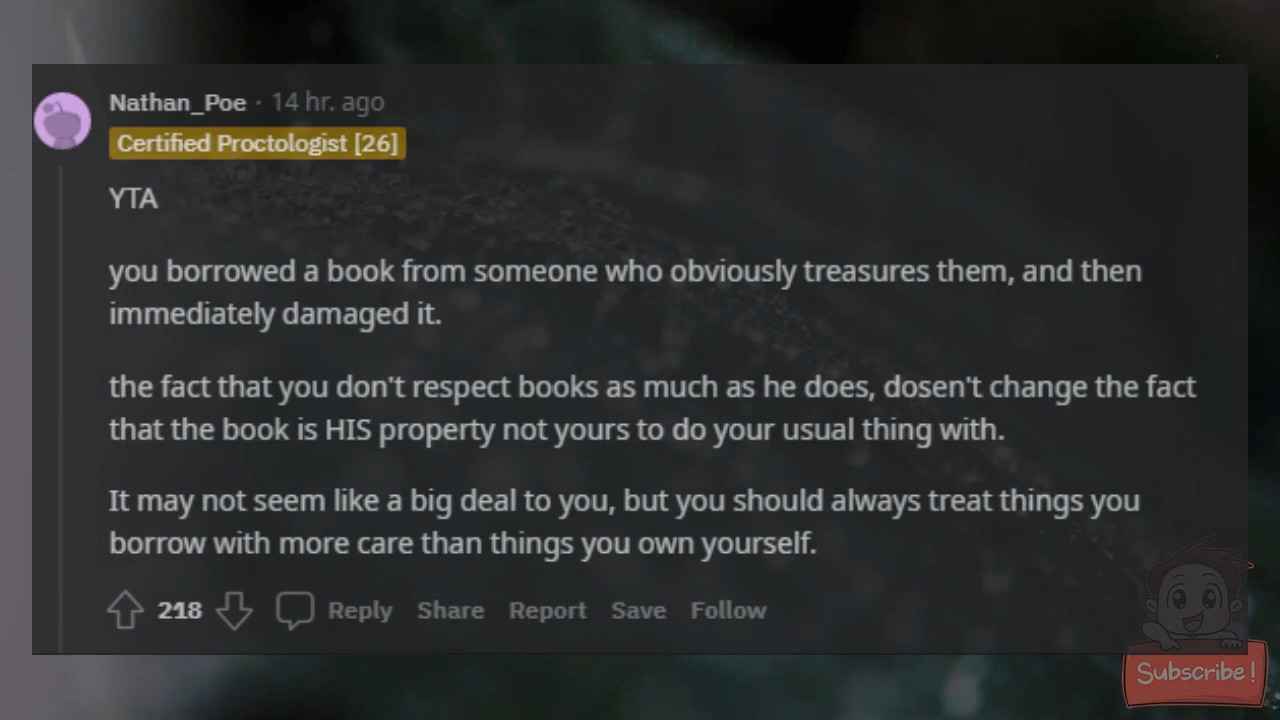 Nathan_Poe · 14 hr. ago
Certified Proctologist [26]
YTA
you borrowed a book from someone who obviously treasures them, and then
immediately damaged it.
the fact that you don't respect books as much as he does, dosen't change the fact
that the book is HIS property not yours to do your usual thing with.
It may not seem like a big deal to you, but you should always treat things you
borrow with more care than things you own yourself.
218 Reply Share Report Save Follow
Subscribe!